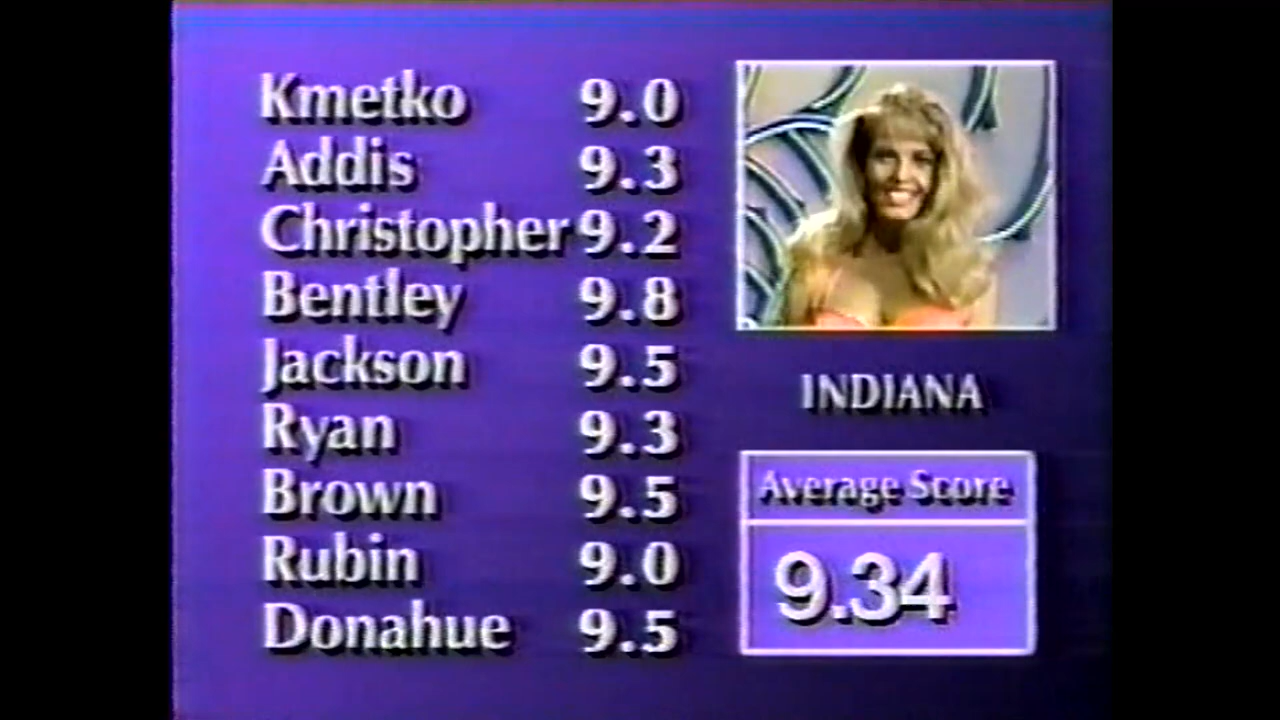 Kmetko 9.0
Addis 9.3
Christopher 9.2
Bentley 9.8
Jackson 9.5
Ryan 9.3
Brown 9.5
Rubin 9.0
Donahue 9.5
INDIANA
Average Score
9.34